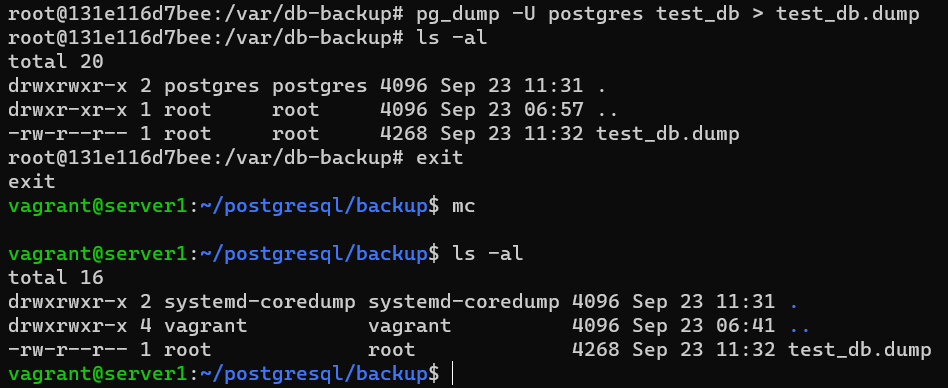 root@131e116d7bee:/var/db-backup# pg_dump -U postgres test_db > test_db.dump
root@131e116d7bee:/var/db-backup# ls -al
total 20
drwxrwxr-x 2 postgres postgres 4096 Sep 23 11:31 .
drwxr-xr-x 1 root     root     4096 Sep 23 06:57 ..
-rw-r--r-- 1 root     root     4268 Sep 23 11:32 test_db.dump
root@131e116d7bee:/var/db-backup# exit
exit
vagrant@server1:~/postgresql/backup$ mc
vagrant@server1:~/postgresql/backup$ ls -al
total 16
drwxrwxr-x 2 systemd-coredump systemd-coredump 4096 Sep 23 11:31 .
drwxrwxr-x 4 vagrant          vagrant          4096 Sep 23 06:41 ..
-rw-r--r-- 1 root             root             4268 Sep 23 11:32 test_db.dump
vagrant@server1:~/postgresql/backup$